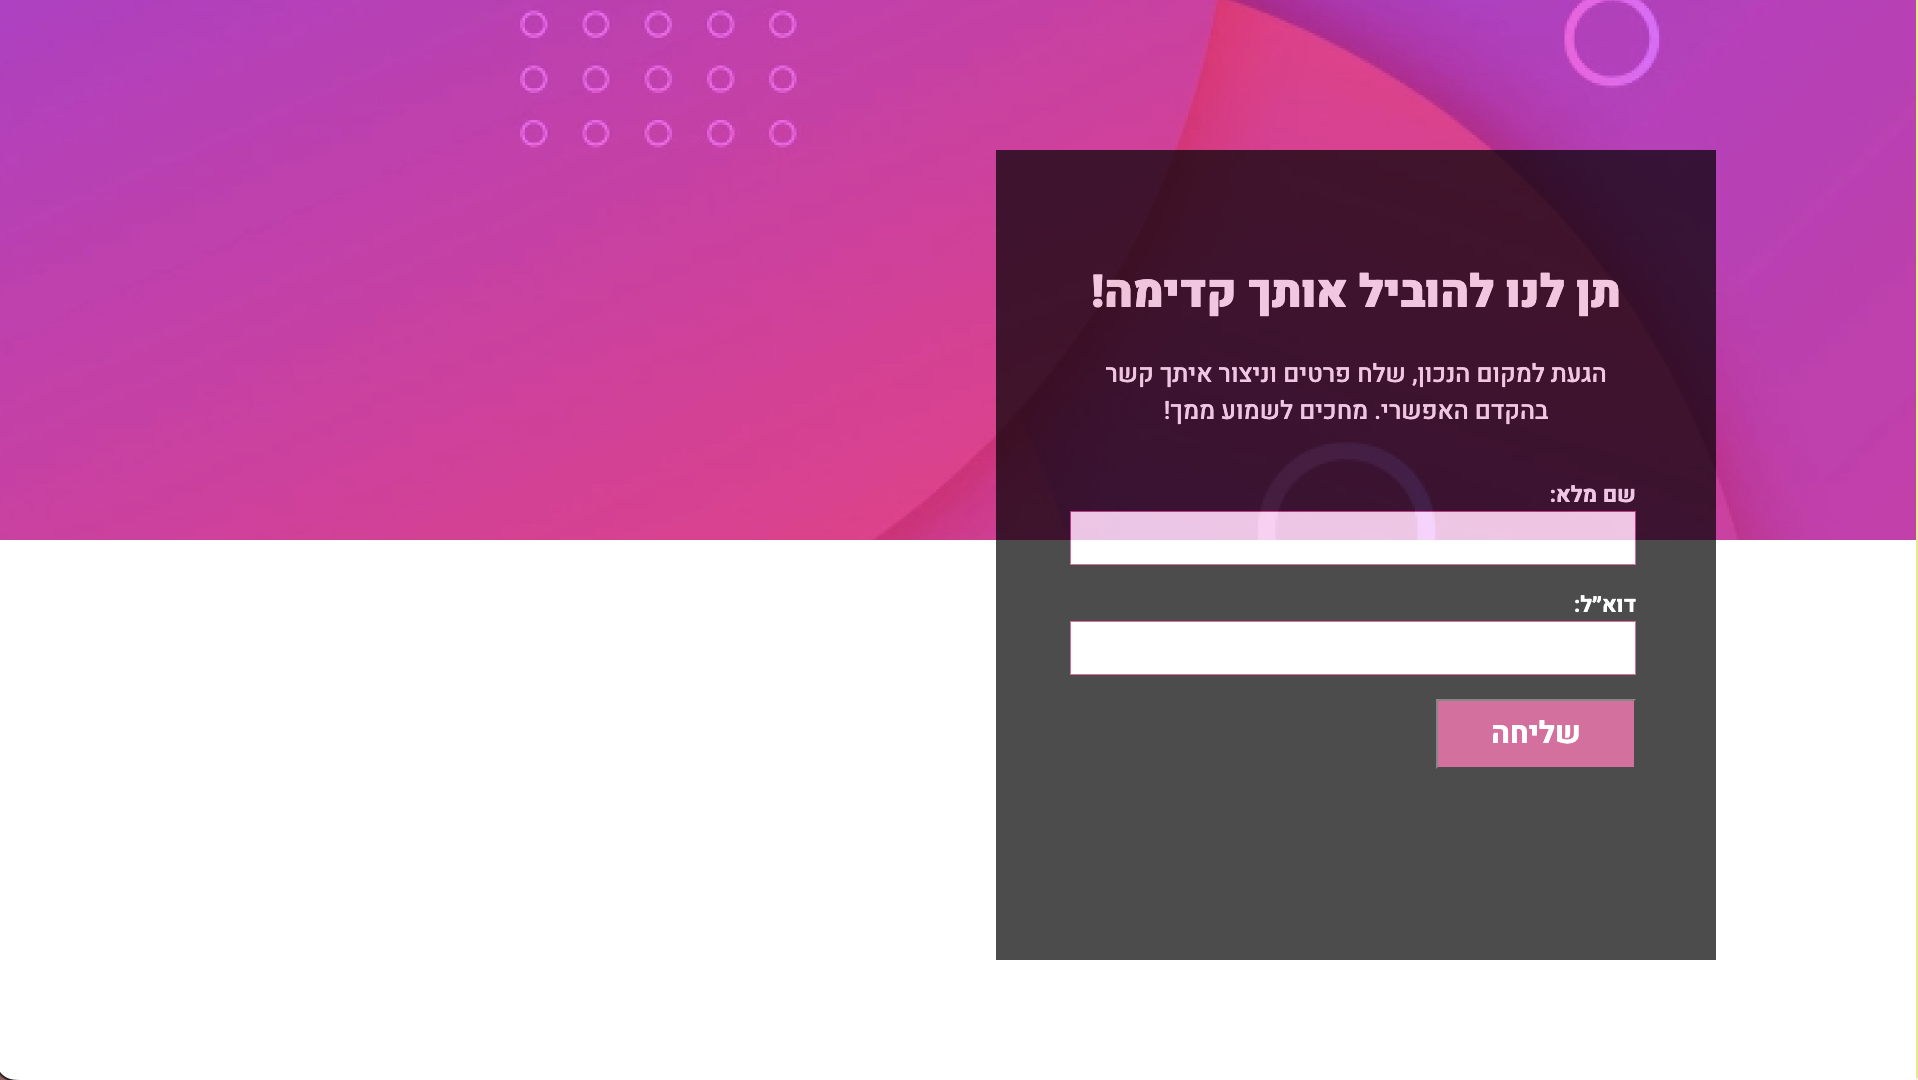 תן לנו להוביל אותך קדימה!
הגעת למקום הנכון, שלח פרטים וניצור איתך קשר
בהקדם האפשרי. מחכים לשמוע ממך!
שם מלא:
דוא״ל:
שליחה